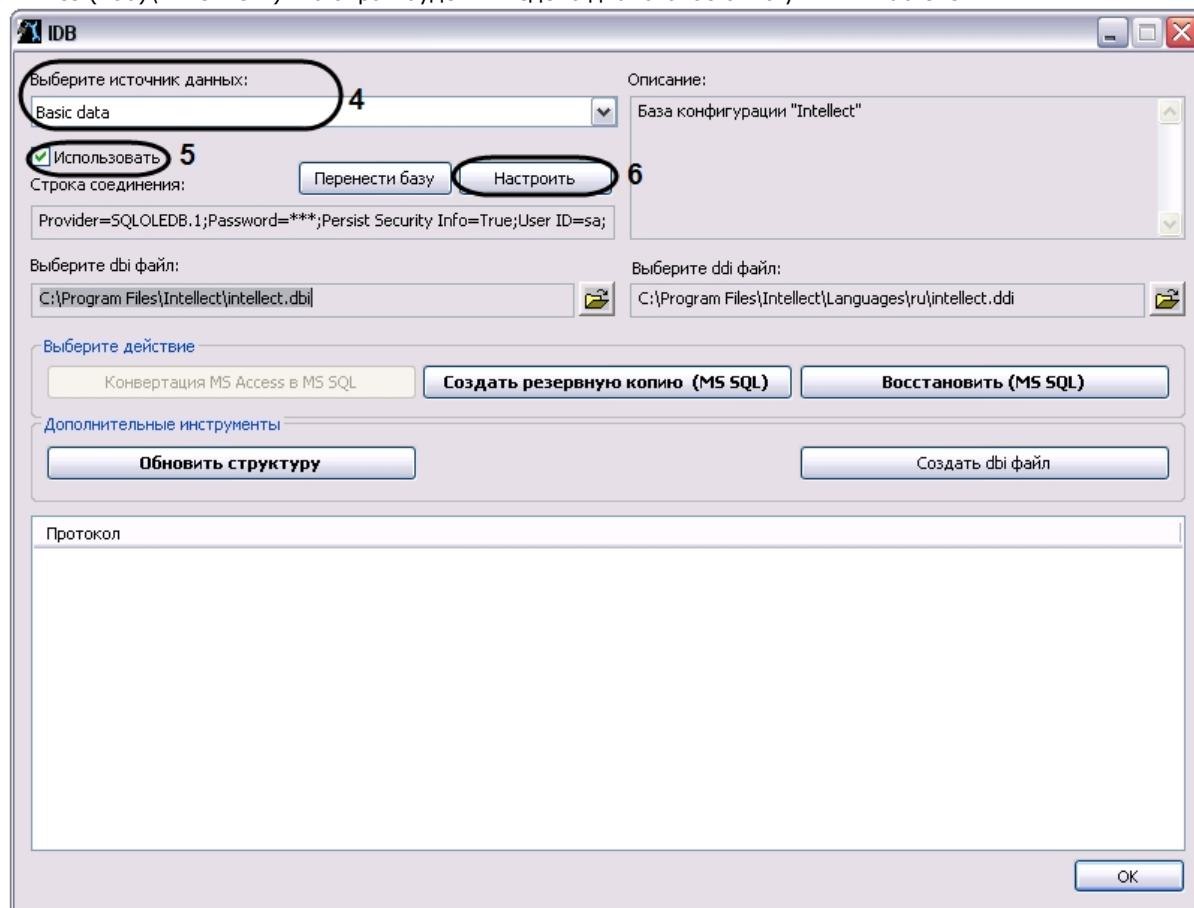 IDB
Выберите источник данных:
Basic data
4
Описание:
База конфигурации "Intellect"
Использовать
5
Перенести базу
Настроить
6
Строка соединения:
Provider=SQLOLEDB.1;Password=***;Persist Security Info=True;User ID=sa;
Выберите dbi файл:
C:\Program Files\Intellect\intellect.dbi
Выберите ddi файл:
C:\Program Files\Intellect\Languages\ru\intellect.ddi
Выберите действие
Конвертация MS Access в MS SQL
Создать резервную копию (MS SQL)
Восстановить (MS SQL)
Дополнительные инструменты
Обновить структуру
Создать dbi файл
Протокол
OK